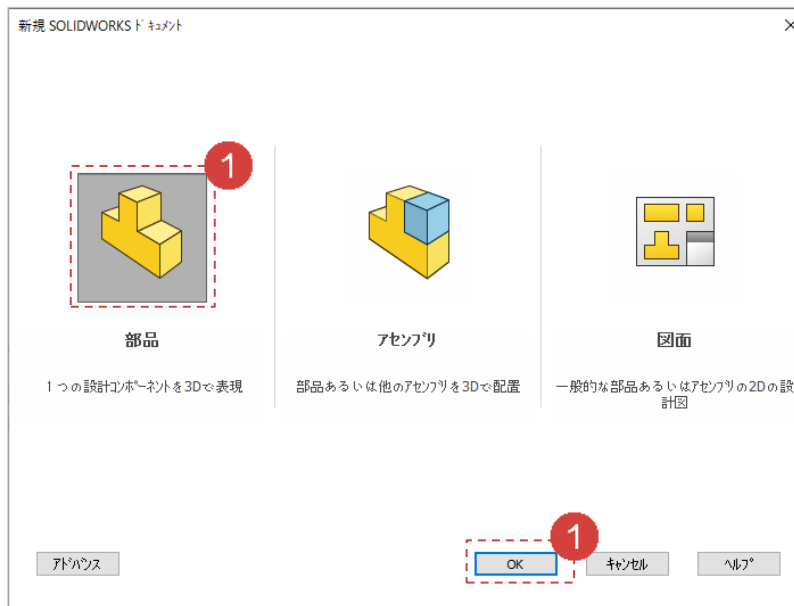 新規 SOLIDWORKS ﾄﾞｷｭﾒﾝﾄ
1
部品
1 つの設計ｺﾝﾎﾟｰﾈﾝﾄを3Dで表現
ｱｾﾝﾌﾞﾘ
部品あるいは他のｱｾﾝﾌﾞﾘを3Dで配置
図面
一般的な部品あるいはｱｾﾝﾌﾞﾘの2Dの設
計図
1
ｱﾄﾞﾊﾞﾝｽ
OK
ｷｬﾝｾﾙ
ﾍﾙﾌﾟ